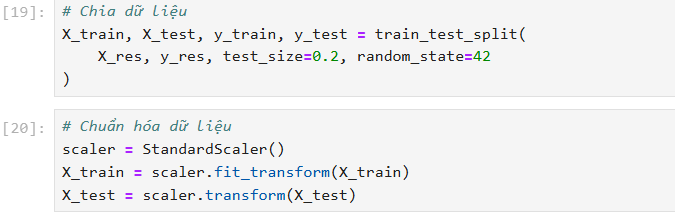 [19]: # Chia dữ liệu
X_train, X_test, y_train, y_test = train_test_split(
    X_res, y_res, test_size=0.2, random_state=42
)
[20]: # Chuẩn hóa dữ liệu
scaler = StandardScaler()
X_train = scaler.fit_transform(X_train)
X_test = scaler.transform(X_test)